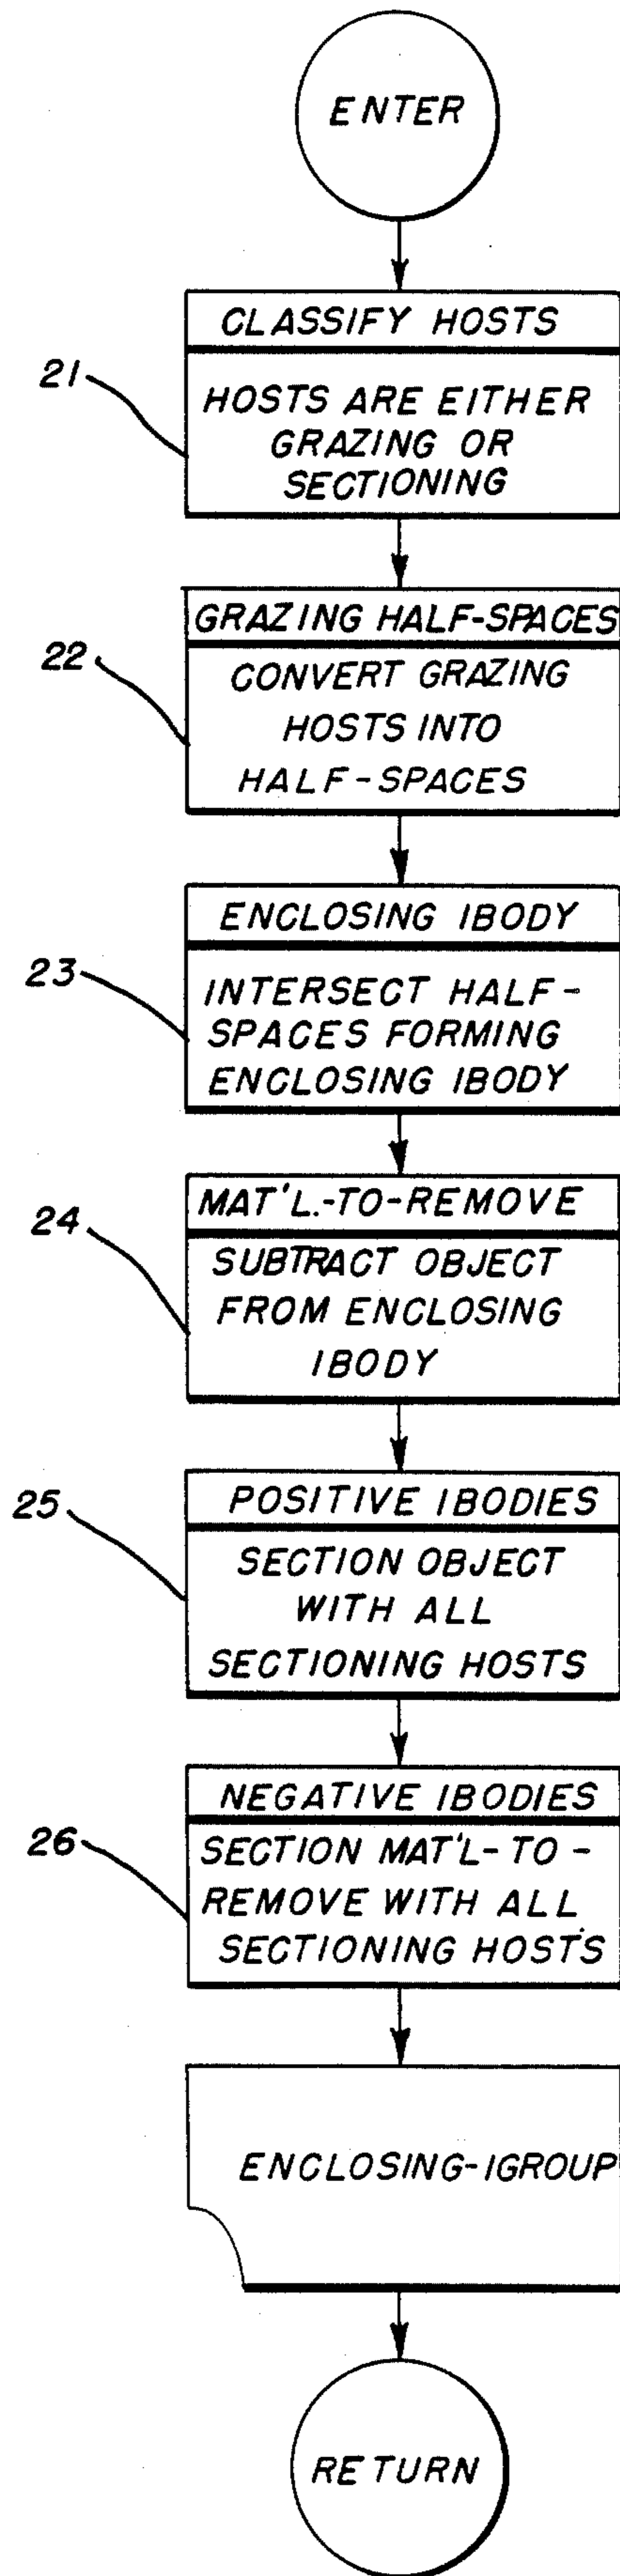 ENTER
CLASSIFY HOSTS
21
HOSTS ARE EITHER
GRAZING OR
SECTIONING
GRAZING HALF-SPACES
22
CONVERT GRAZING
HOSTS INTO
HALF-SPACES
ENCLOSING IBODY
23
INTERSECT HALF-
SPACES FORMING
ENCLOSING IBODY
MAT'L.-TO-REMOVE
24
SUBTRACT OBJECT
FROM ENCLOSING
IBODY
POSITIVE IBODIES
25
SECTION OBJECT
WITH ALL
SECTIONING HOSTS
NEGATIVE IBODIES
26
SECTION MAT'L-TO-
REMOVE WITH ALL
SECTIONING HOSTS
ENCLOSING-IGROUP
RETURN